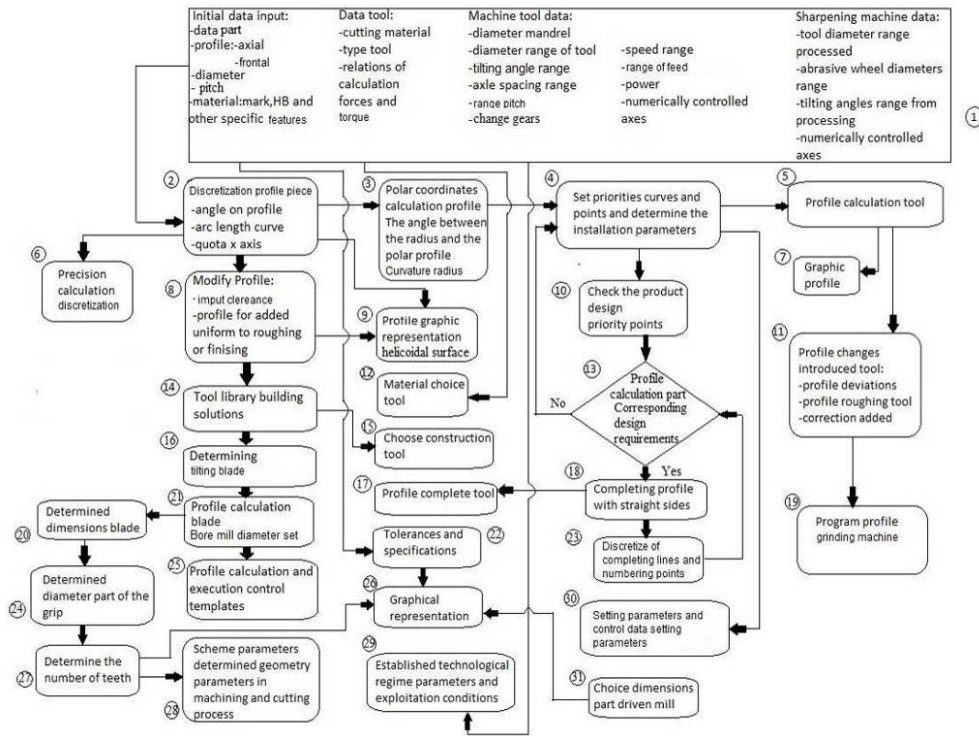 Initial data input:
-data part
-profile:-axial
-frontal
-diameter
- pitch
-material:mark,HB and
other specific features
Data tool:
-cutting material
-type tool
-relations of
calculation
forces and
torque
Machine tool data:
-diameter mandrel
-diameter range of tool
-tilting angle range
-axle spacing range
-range pitch
-change gears
-speed range
-range of feed
-power
-numerically controlled
axes
Sharpening machine data:
-tool diameter range
processed
-abrasive wheel diameters
range
-tilting angles range from
processing
-numerically controlled
axes
1
2
Discretization profile piece
-angle on profile
-arc length curve
-quota x axis
3
Polar coordinates
calculation profile
The angle between
the radius and the
polar profile
Curvature radius
4
Set priorities curves and
points and determine the
installation parameters
5
Profile calculation tool
6
Precision
calculation
discretization
7
Graphic
profile
8
Modify Profile:
- imput clereance
-profile for added
uniform to roughing
or finising
9
Profile graphic
representation
helicoidal surface
10
Check the product
design
priority points
11
Profile changes
introduced tool:
-profile deviations
-profile roughing tool
-correction added
12
Material choice
tool
13
Profile
calculation part
Corresponding
design
requirements
No
Yes
14
Tool library building
solutions
15
Choose construction
tool
16
Determining
tilting blade
17
Profile complete tool
18
Completing profile
with straight sides
19
Program profile
grinding machine
20
Determined
dimensions blade
21
Profile calculation
blade
Bore mill diameter set
22
Tolerances and
specifications
23
Discretize of
completing lines and
numbering points
24
Determined
diameter part of the
grip
25
Profile calculation and
execution control
templates
26
Graphical
representation
27
Determine the
number of teeth
28
Scheme parameters
determined geometry
parameters in
machining and cutting
process
29
Established technological
regime parameters and
exploitation conditions
30
Setting parameters and
control data setting
parameters
31
Choice dimensions
part driven mill